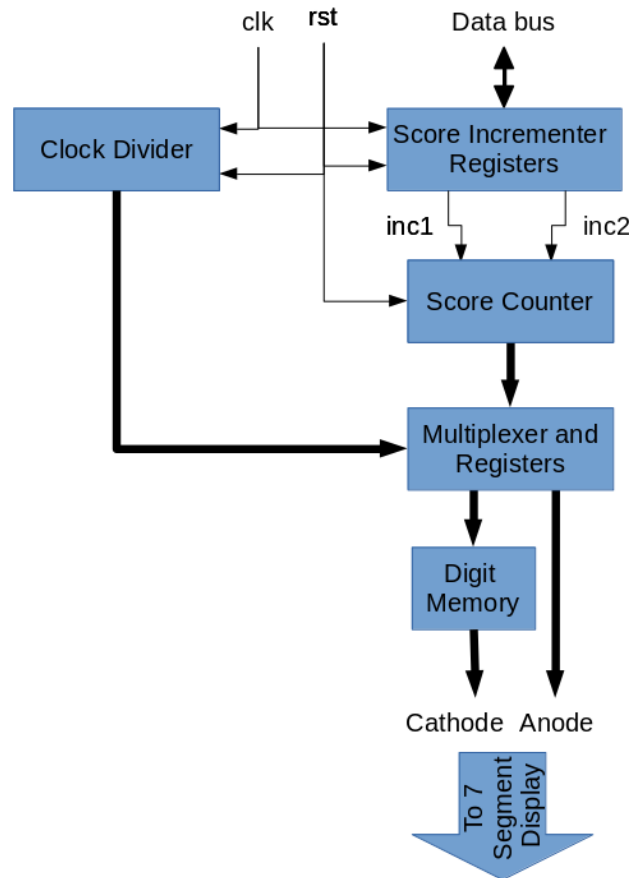 clk
rst
Data bus
Clock Divider
Score Incrementer
Registers
inc1
inc2
Score Counter
Multiplexer and
Registers
Digit
Memory
Cathode
Anode
To 7
Segment
Display